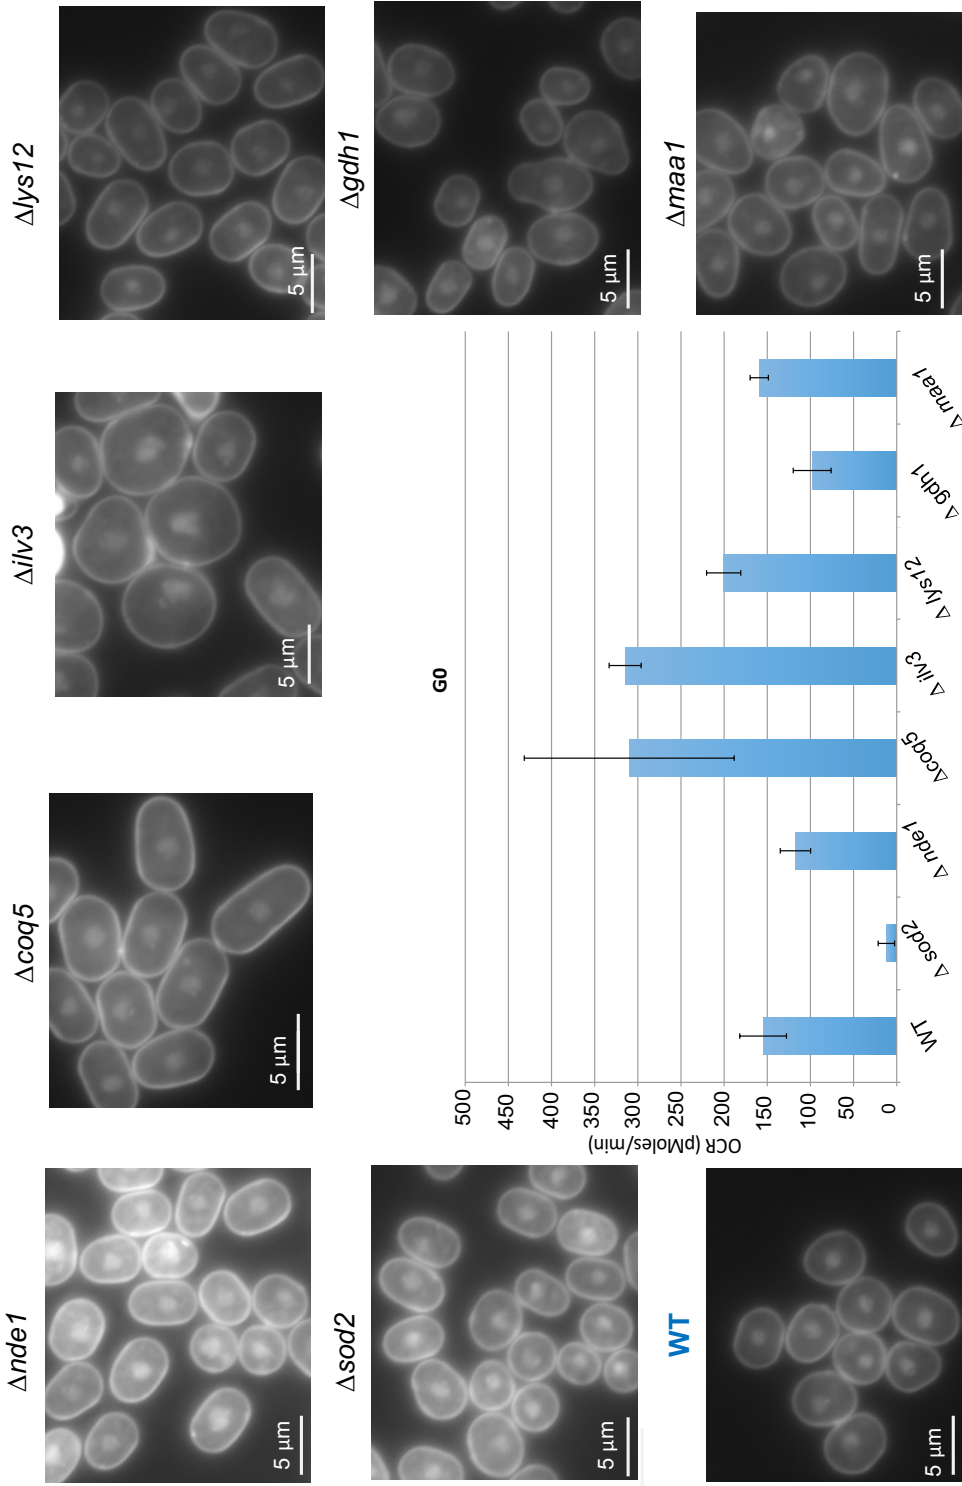 Δnde1
5 μm
Δcoq5
5 μm
Δilv3
5 μm
Δlys12
5 μm
Δsod2
5 μm
Δgdh1
5 μm
WT
5 μm
Δmaa1
5 μm
G0
OCR (pMoles/min)
500
450
400
350
300
250
200
150
100
50
0
WT
Δ sod2
Δ nde1
Δcoq5
Δ ilv3
Δ lys12
Δ gdh1
Δ maa1